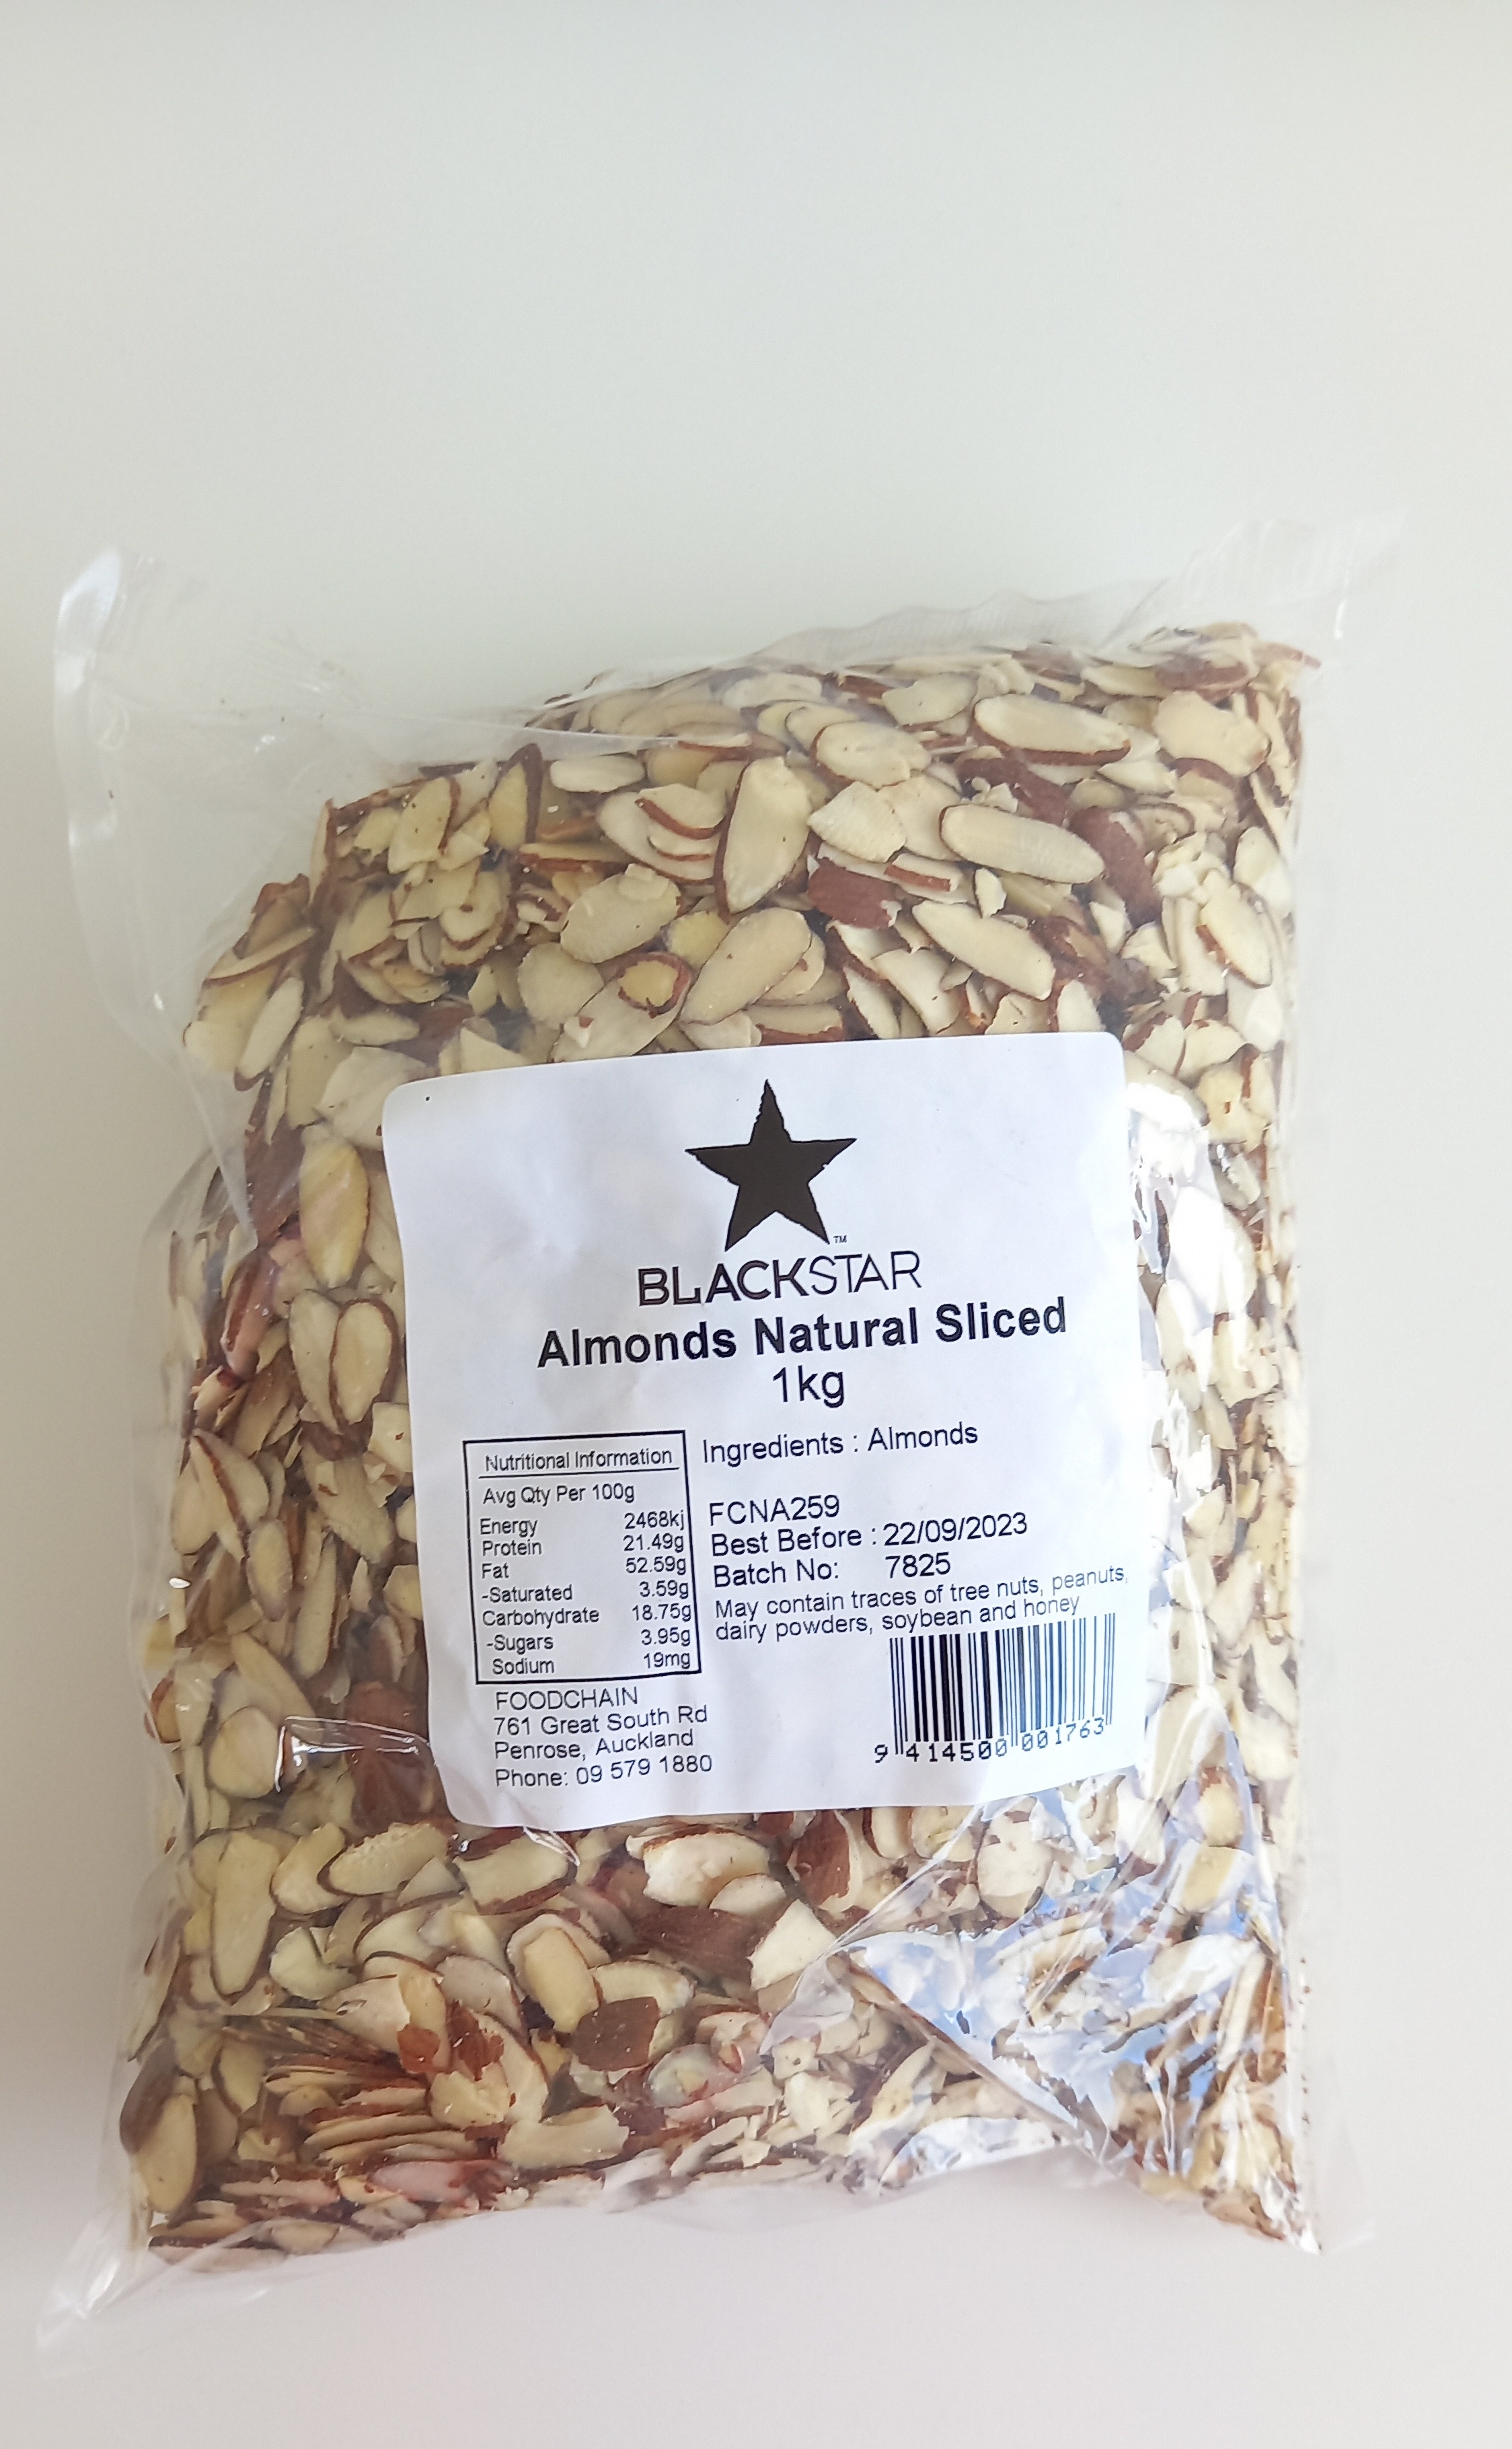 TM
BLACKSTAR
Almonds Natural Sliced
1kg
Nutritional Information
Avg Qty Per 100g
Energy 2468kj
Protein 21.49g
Fat 52.59g
-Saturated 3.59g
Carbohydrate 18.75g
-Sugars 3.95g
Sodium 19mg
Ingredients : Almonds
FCNA259
Best Before : 22/09/2023
Batch No: 7825
May contain traces of tree nuts, peanuts,
dairy powders, soybean and honey
FOODCHAIN
761 Great South Rd
Penrose, Auckland
Phone: 09 579 1880
9 414500 001763